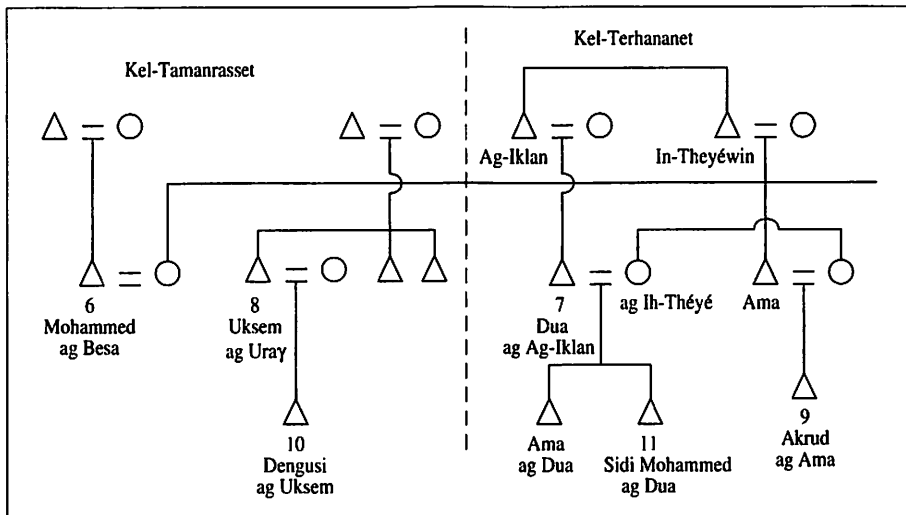 Kel-Tamanrasset
Kel-Terhananet
Ag-Iklan
In-Theyéwin
6
Mohammed
ag Besa
8
Uksem
ag Uraγ
7
Dua
ag Ag-Iklan
ag Ih-Théyé
Ama
10
Dengusi
ag Uksem
Ama
ag Dua
11
Sidi Mohammed
ag Dua
9
Akrud
ag Ama